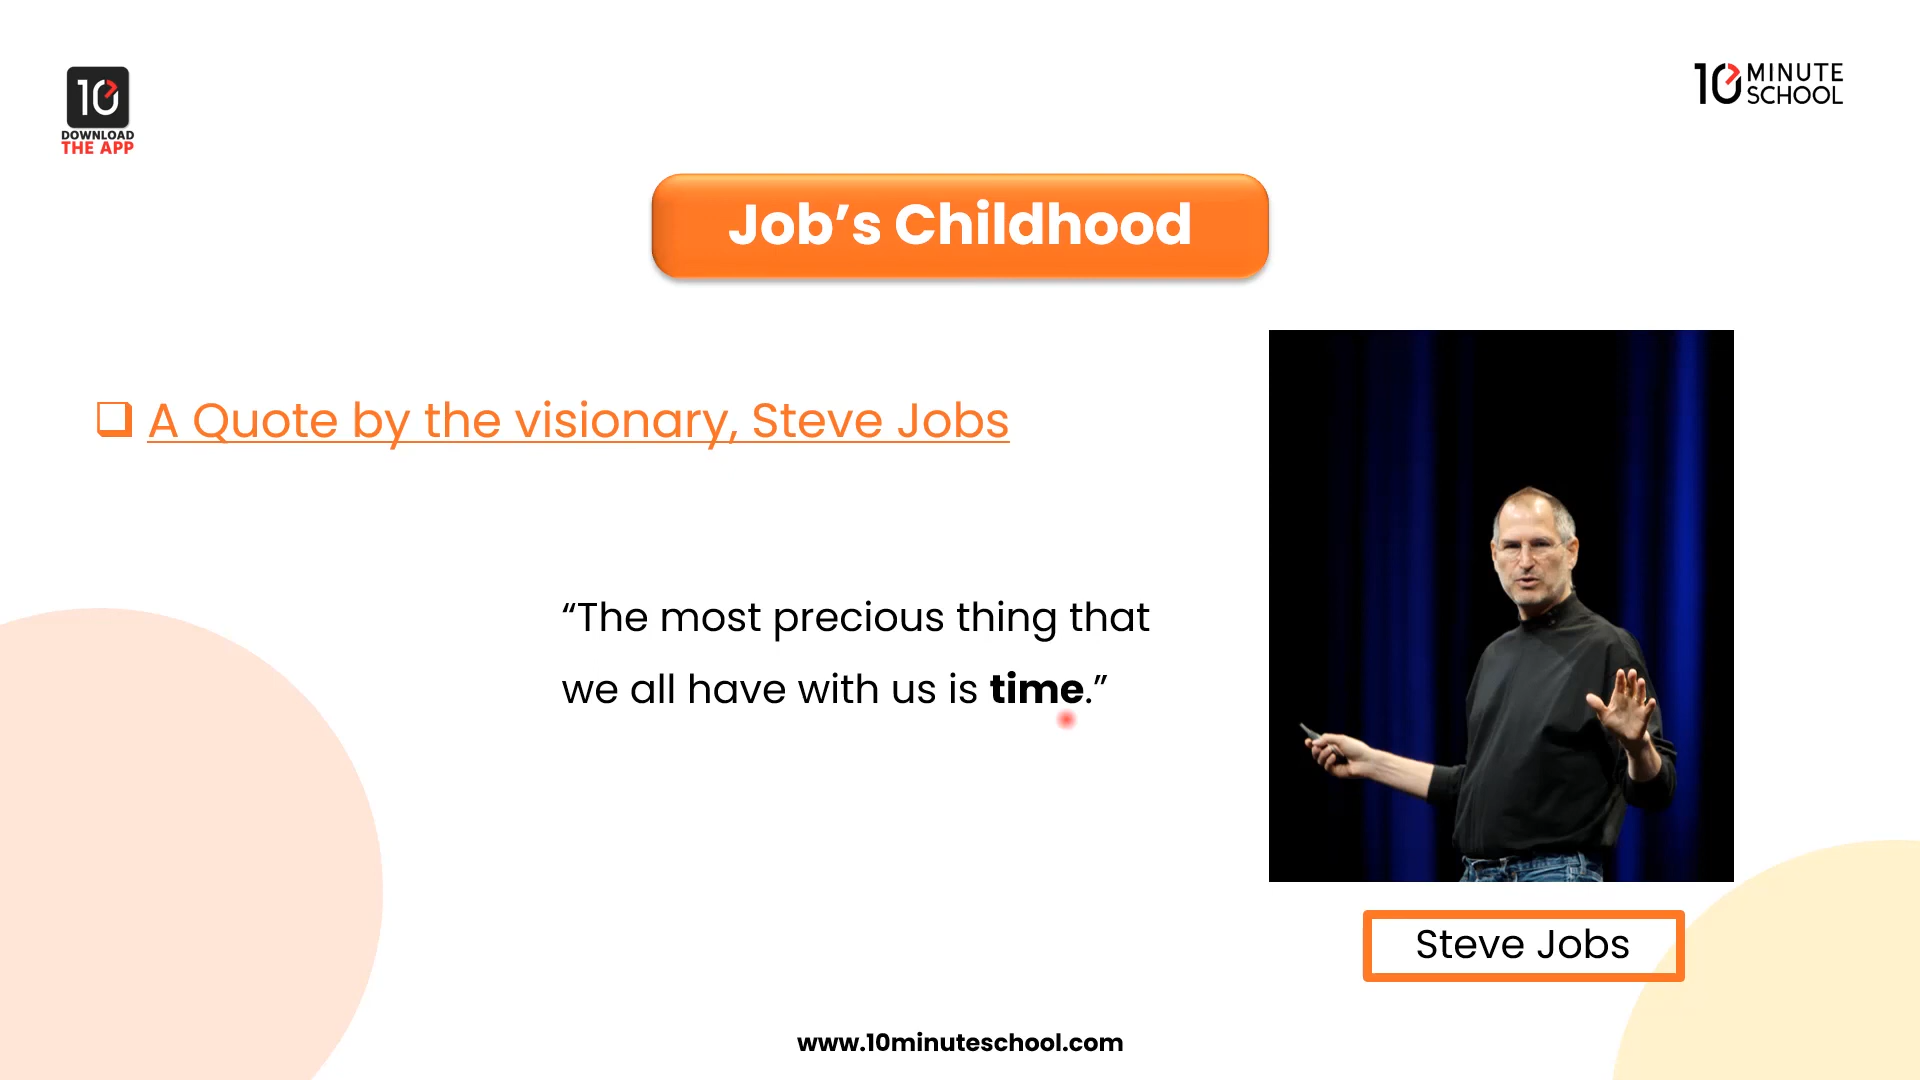 10
DOWNLOAD
THE APP
10 MINUTE
SCHOOL
Job’s Childhood
A Quote by the visionary, Steve Jobs
“The most precious thing that
we all have with us is time.”
Steve Jobs
www.10minuteschool.com